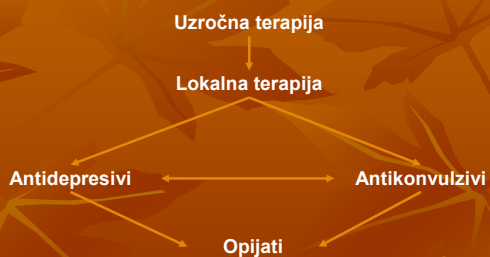 Uzročna terapija
Lokalna terapija
Antidepresivi
Antikonvulzivi
Opijati